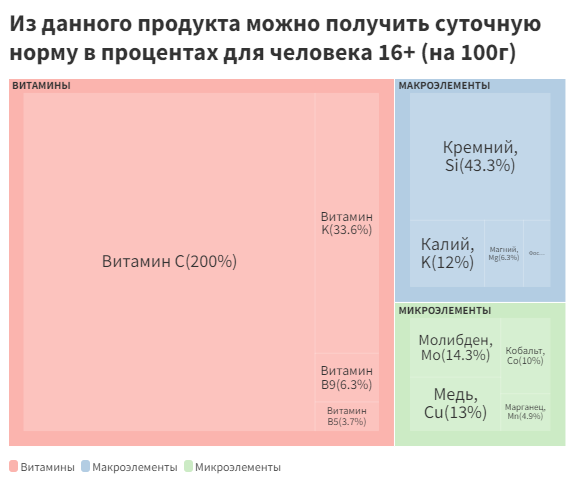 Из данного продукта можно получить суточную
норму в процентах для человека 16+ (на 100г)
ВИТАМИНЫ
Витамин C(200%)
Витамин
K(33.6%)
Витамин
B9(6.3%)
Витамин
B5(3.7%)
МАКРОЭЛЕМЕНТЫ
Кремний,
Si(43.3%)
Калий,
K(12%)
Магний,
Mg(6.3%)
Фос...
МИКРОЭЛЕМЕНТЫ
Молибден,
Mo(14.3%)
Кобальт,
Co(10%)
Медь,
Cu(13%)
Марганец,
Mn(4.9%)
Витамины Макроэлементы Микроэлементы